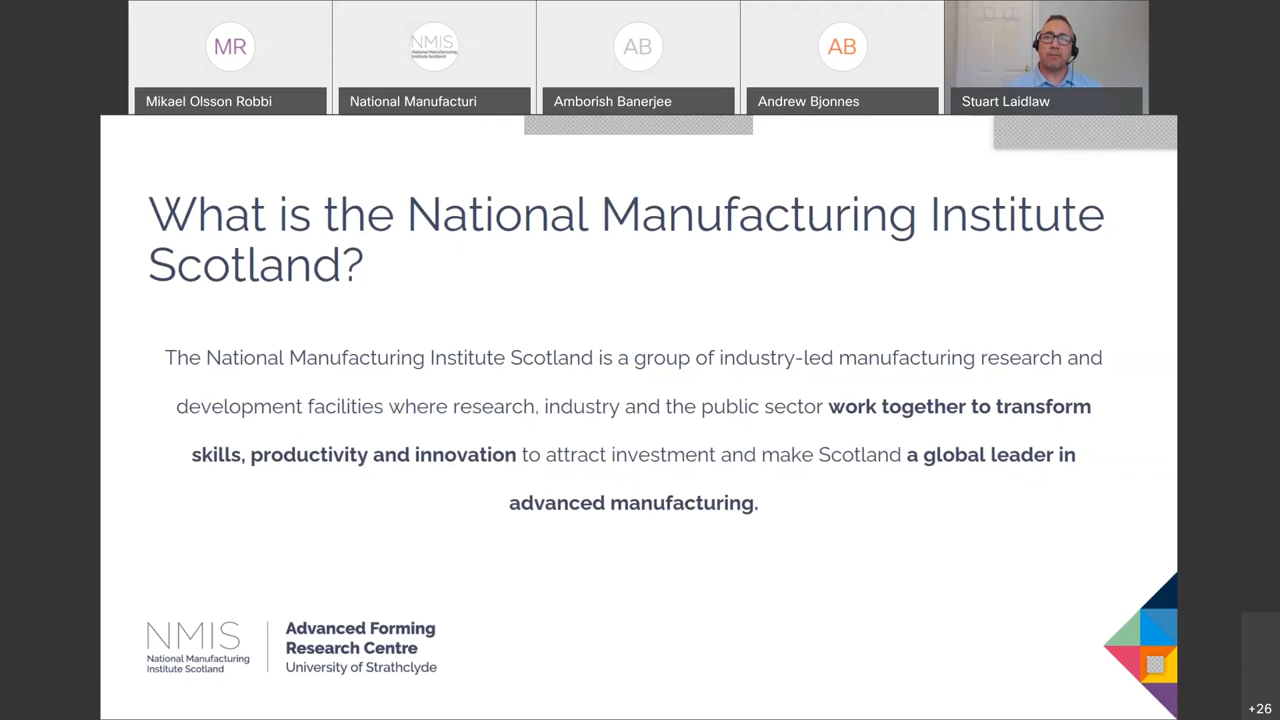 MR
NMIS
National Manufacturing
Institute Scotland
AB
AB
Mikael Olsson Robbi
National Manufacturi
Amborish Banerjee
Andrew Bjonnes
Stuart Laidlaw
What is the National Manufacturing Institute
Scotland?
The National Manufacturing Institute Scotland is a group of industry-led manufacturing research and
development facilities where research, industry and the public sector work together to transform
skills, productivity and innovation to attract investment and make Scotland a global leader in
advanced manufacturing.
NMIS
National Manufacturing
Institute Scotland
Advanced Forming
Research Centre
University of Strathclyde
+26